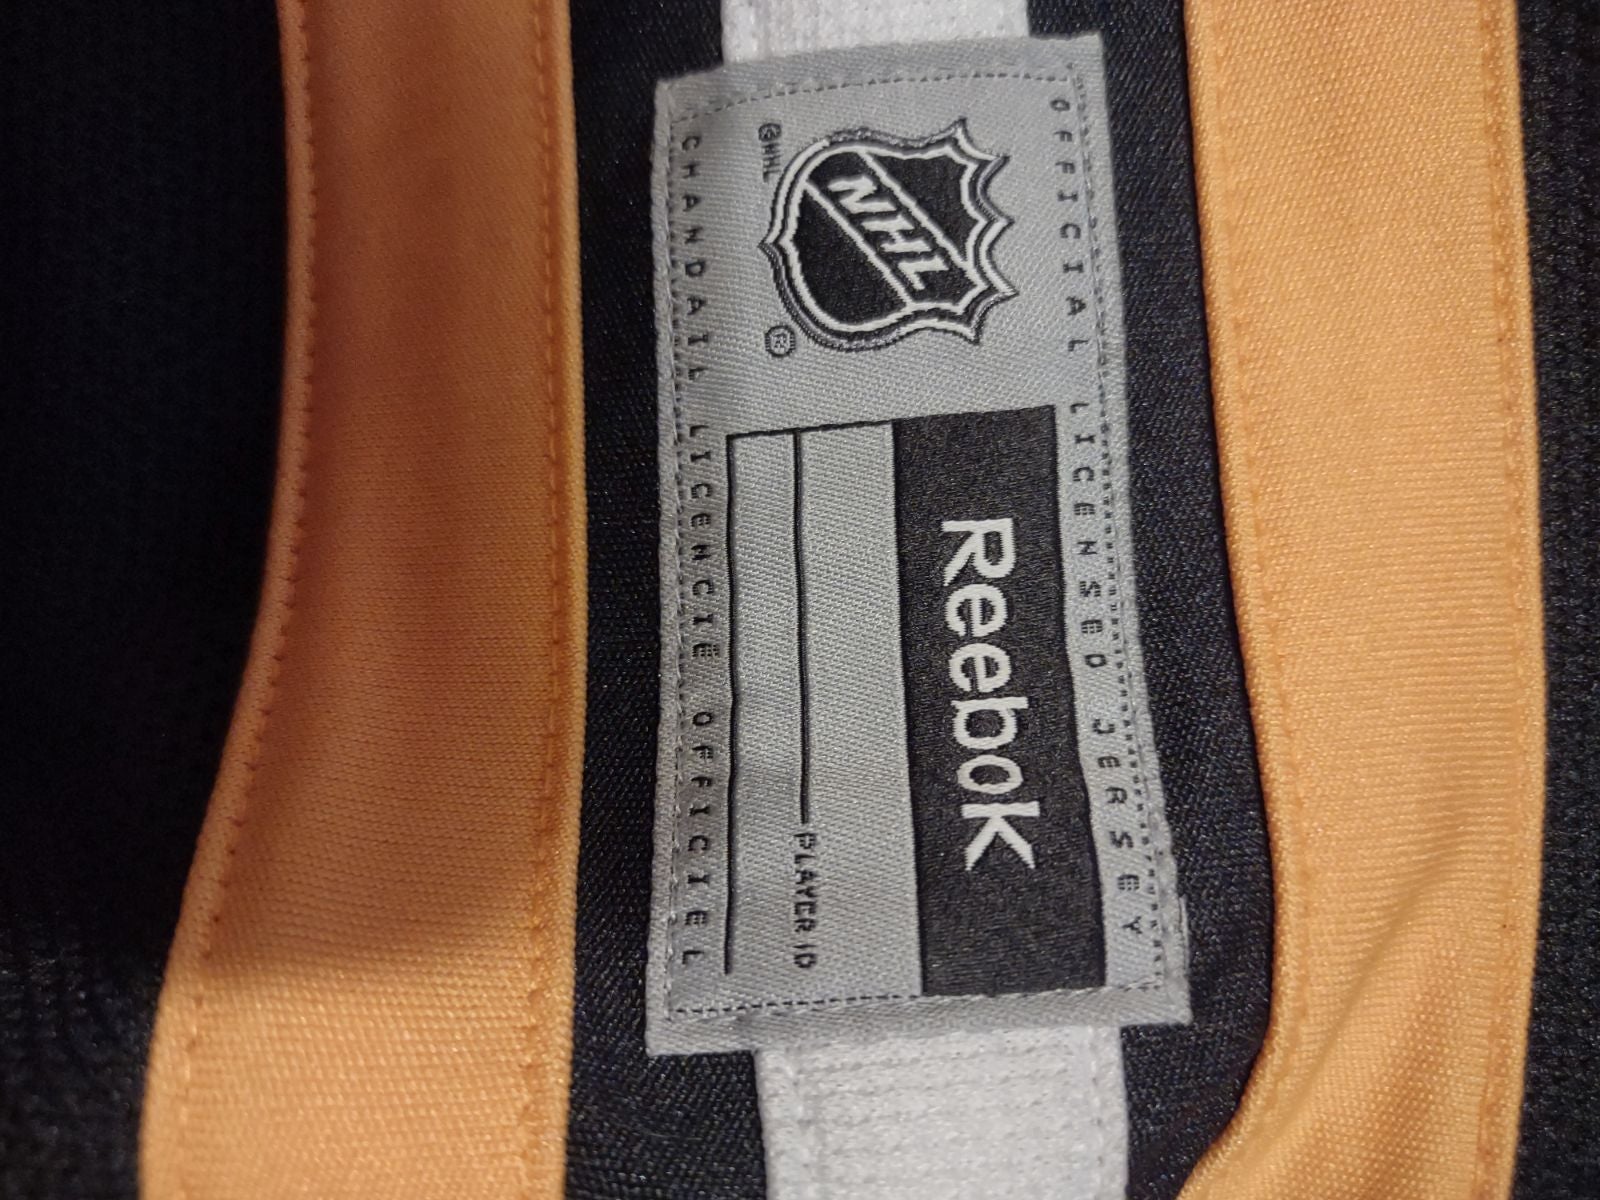 OFFICIAL LICENSED JERSEY
NHL
©NHL
®
Reebok
PLAYER ID
CHANDAIL LICENCIÉ OFFICIEL